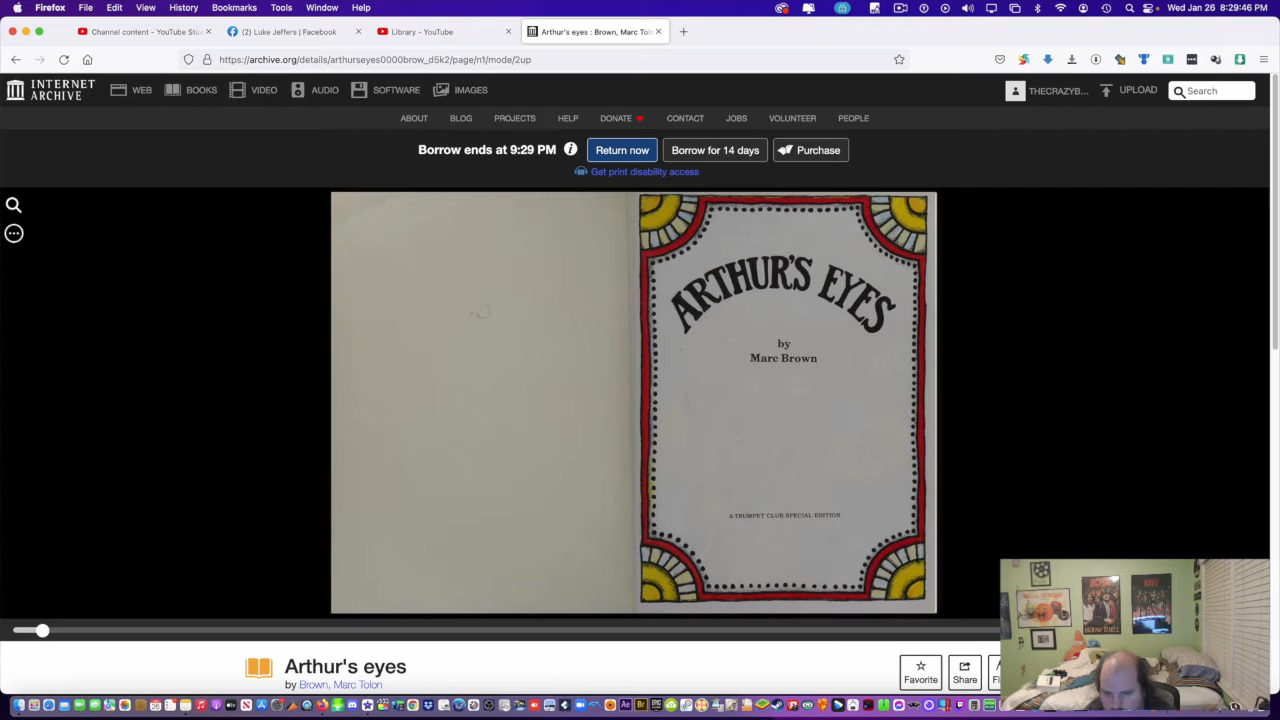 Firefox File Edit View History Bookmarks Tools Window Help
Wed Jan 26 8:29:46 PM
Channel content - YouTube Stu
(2) Luke Jeffers | Facebook
Library - YouTube
Arthur's eyes : Brown, Marc Tolo
https://archive.org/details/arthurseyes0000brow_d3t2/page/n1/mode/2up
INTERNET
ARCHIVE
WEB BOOKS VIDEO AUDIO SOFTWARE IMAGES
THECRAZYB... UPLOAD Search
ABOUT BLOG PROJECTS HELP DONATE CONTACT JOBS VOLUNTEER PEOPLE
Borrow ends at 9:29 PM Return now Borrow for 14 days Purchase
Get print disability access
ARTHUR'S EYES
by
Marc Brown
A TRUMPET CLUB SPECIAL EDITION
Arthur's eyes
by Brown, Marc Tolon
Favorite Share